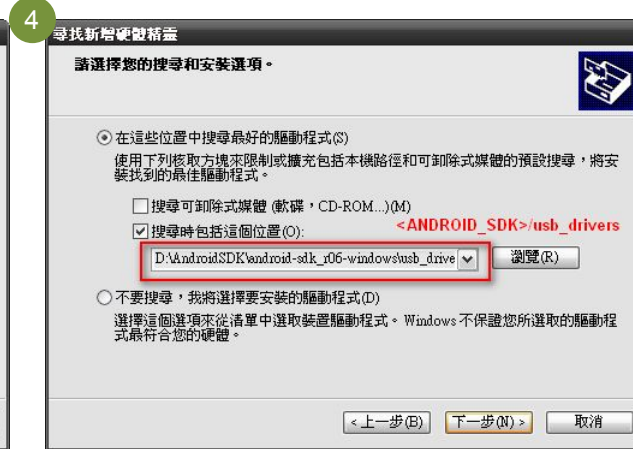 4
尋找新增硬體精靈
請選擇您的搜尋和安裝選項。
在這些位置中搜尋最好的驅動程式(S)
使用下列核取方塊來限制或擴充包括本機路徑和可卸除式媒體的預設搜尋,將安
裝找到的最佳驅動程式。
搜尋可卸除式媒體 (軟碟,CD-ROM...)(M)
搜尋時包括這個位置(O):
<ANDROID_SDK>/usb_drivers
D:\AndroidSDK\android-sdk_r06-windows\usb_drive
瀏覽(R)
不要搜尋,我將選擇要安裝的驅動程式(D)
選擇這個選項來從清單中選取裝置驅動程式。Windows 不保證您所選取的驅動程
式最符合您的硬體。
<上一步(B)
下一步(N)>
取消